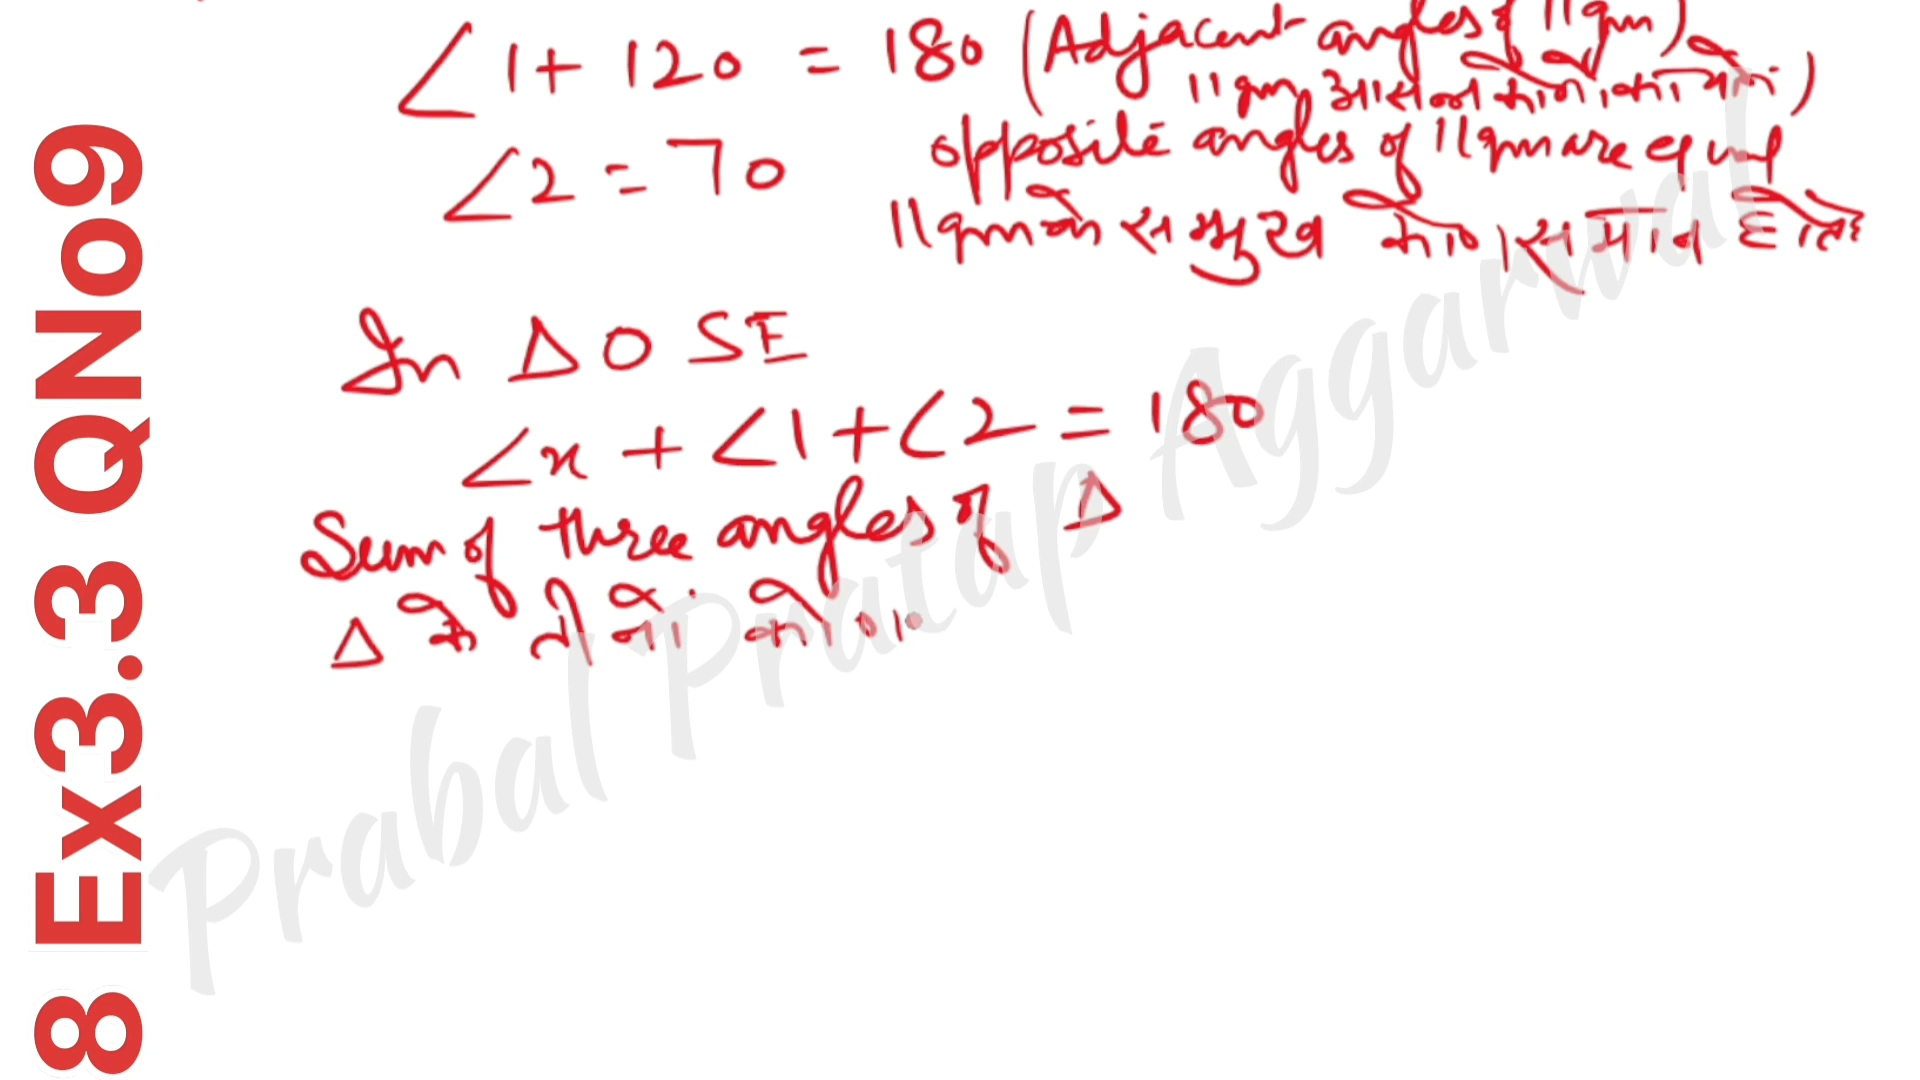 ∠1 + 120 = 180 (Adjacent angles of ||gm)
||gm के आसन्न कोण का योग)
∠2 = 70 opposite angles of ||gm are equal
||gm के सम्मुख कोण समान होते हैं
In Δ O SE
∠x + ∠1 + ∠2 = 180
Sum of three angles of Δ
Δ के तीनों कोण
8 Ex3.3 QNo9
Prabal Pratap Aggarwal